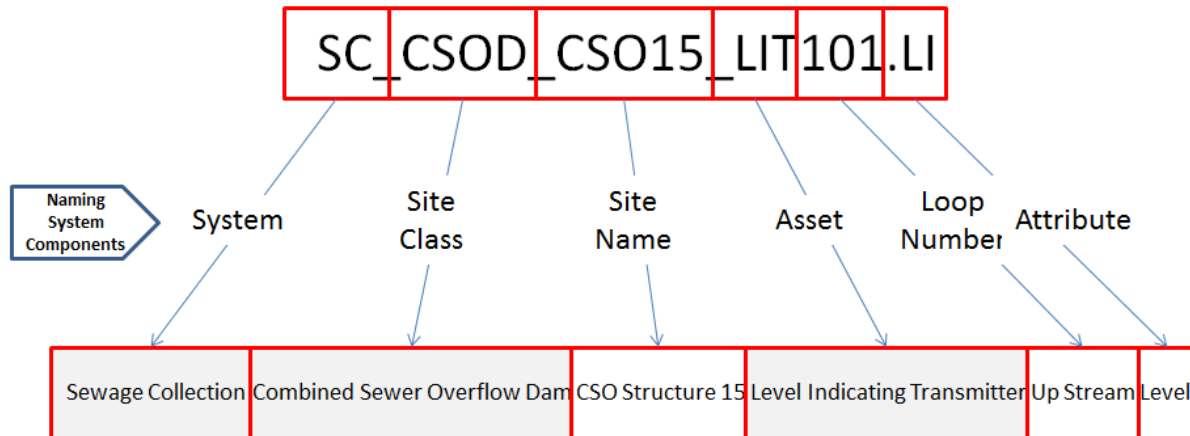 SC_CSOD_CSO15_LIT101.LI
Naming
System
Components
System
Site
Class
Site
Name
Asset
Loop
Number
Attribute
Sewage Collection Combined Sewer Overflow Dam CSO Structure 15 Level Indicating Transmitter Up Stream Level